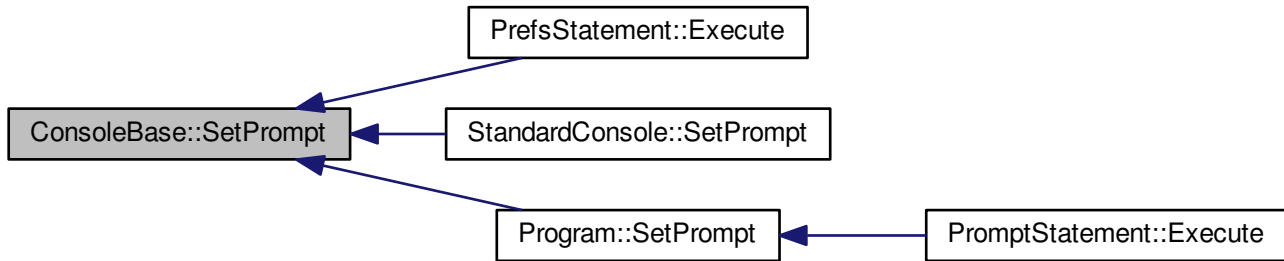 PrefsStatement::Execute
ConsoleBase::SetPrompt
StandardConsole::SetPrompt
Program::SetPrompt
PromptStatement::Execute